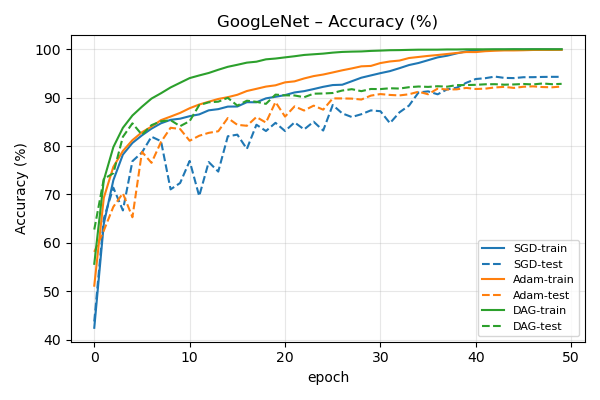 GoogLeNet – Accuracy (%)
Accuracy (%)
100
90
80
70
60
50
40
0
10
20
30
40
50
epoch
SGD-train
SGD-test
Adam-train
Adam-test
DAG-train
DAG-test